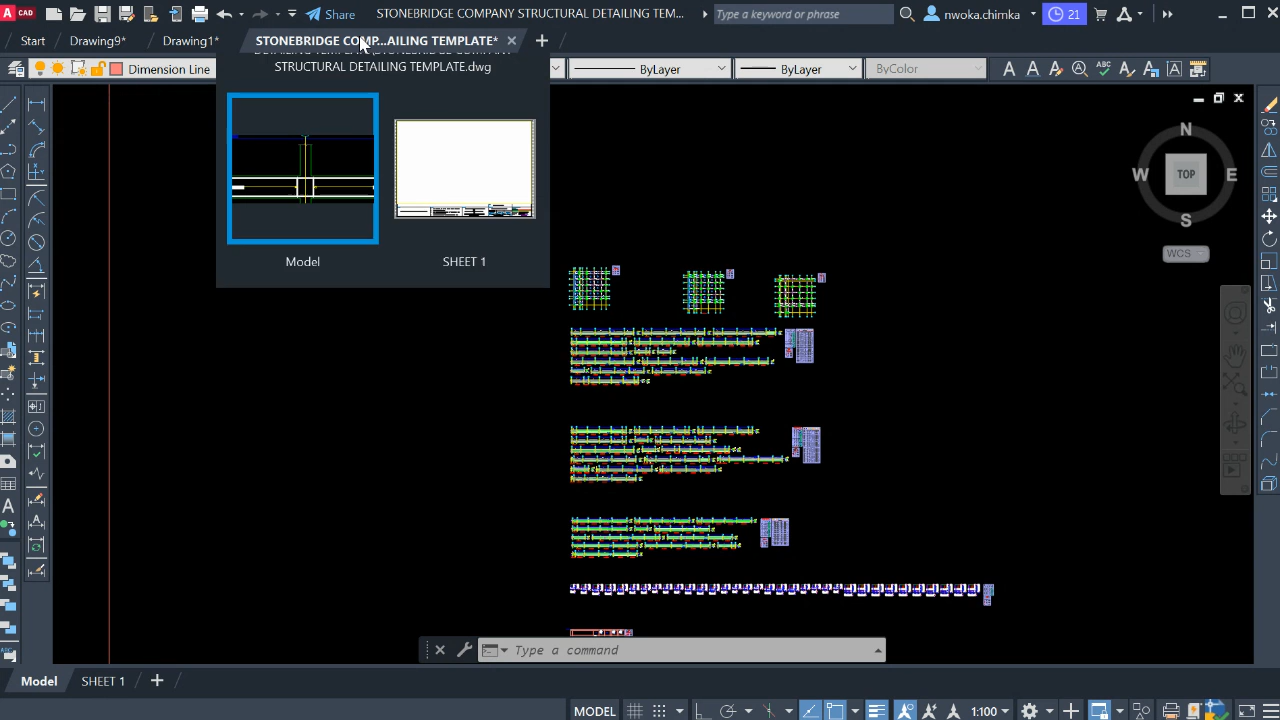 CAD
Share
STONEBRIDGE COMPANY STRUCTURAL DETAILING TEM...
Type a keyword or phrase
nwoka.chimka
21
Start
Drawing9*
Drawing1*
STONEBRIDGE COMP...AILING TEMPLATE*
STRUCTURAL DETAILING TEMPLATE.dwg
Dimension Line
ByLayer
ByLayer
ByColor
Model
SHEET 1
N
W
TOP
E
S
WCS
Type a command
Model
SHEET 1
MODEL
1:100